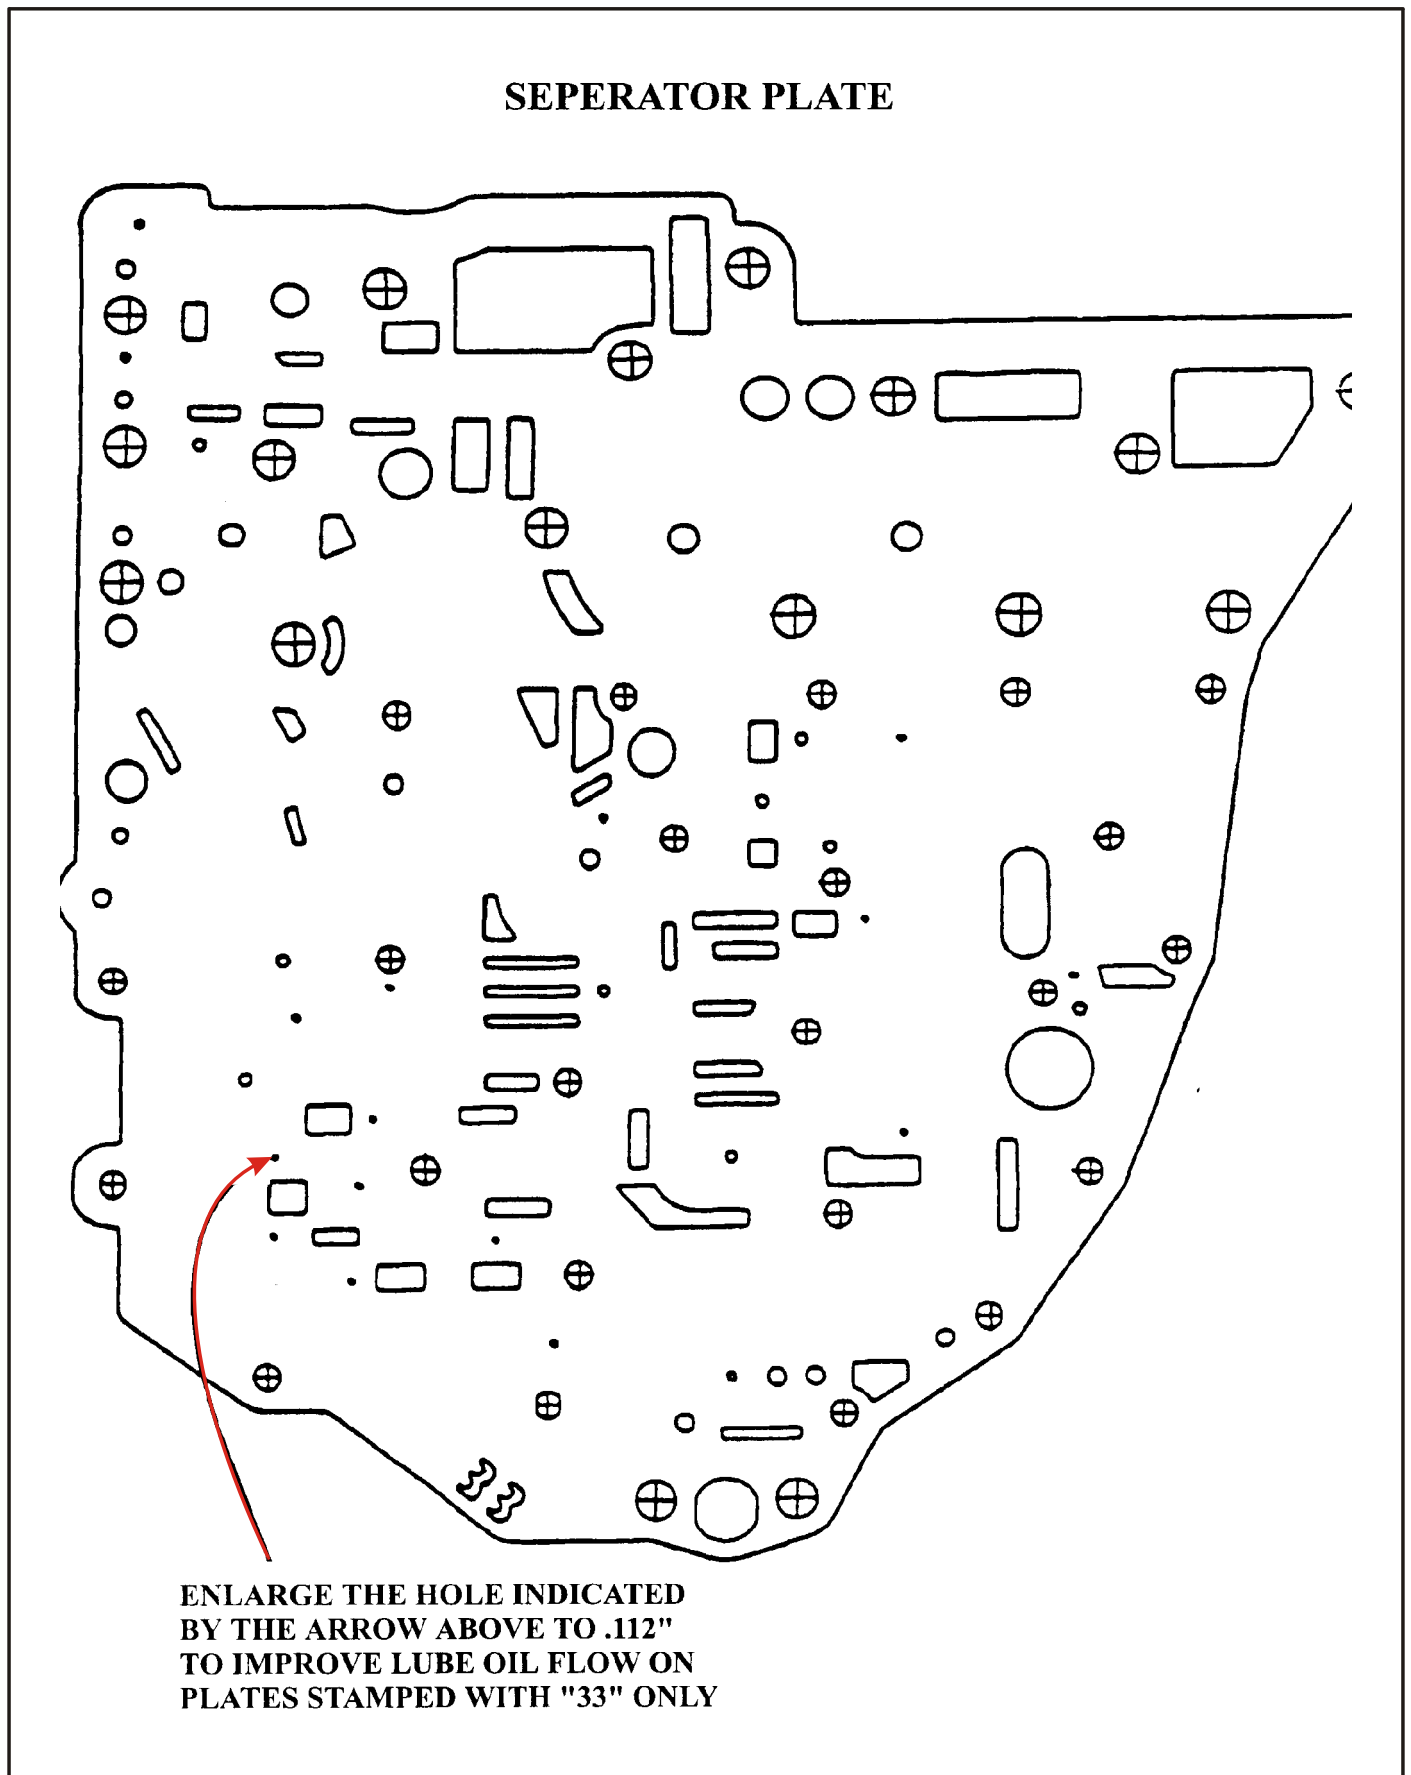 SEPERATOR PLATE
33
ENLARGE THE HOLE INDICATED
BY THE ARROW ABOVE TO .112"
TO IMPROVE LUBE OIL FLOW ON
PLATES STAMPED WITH "33" ONLY